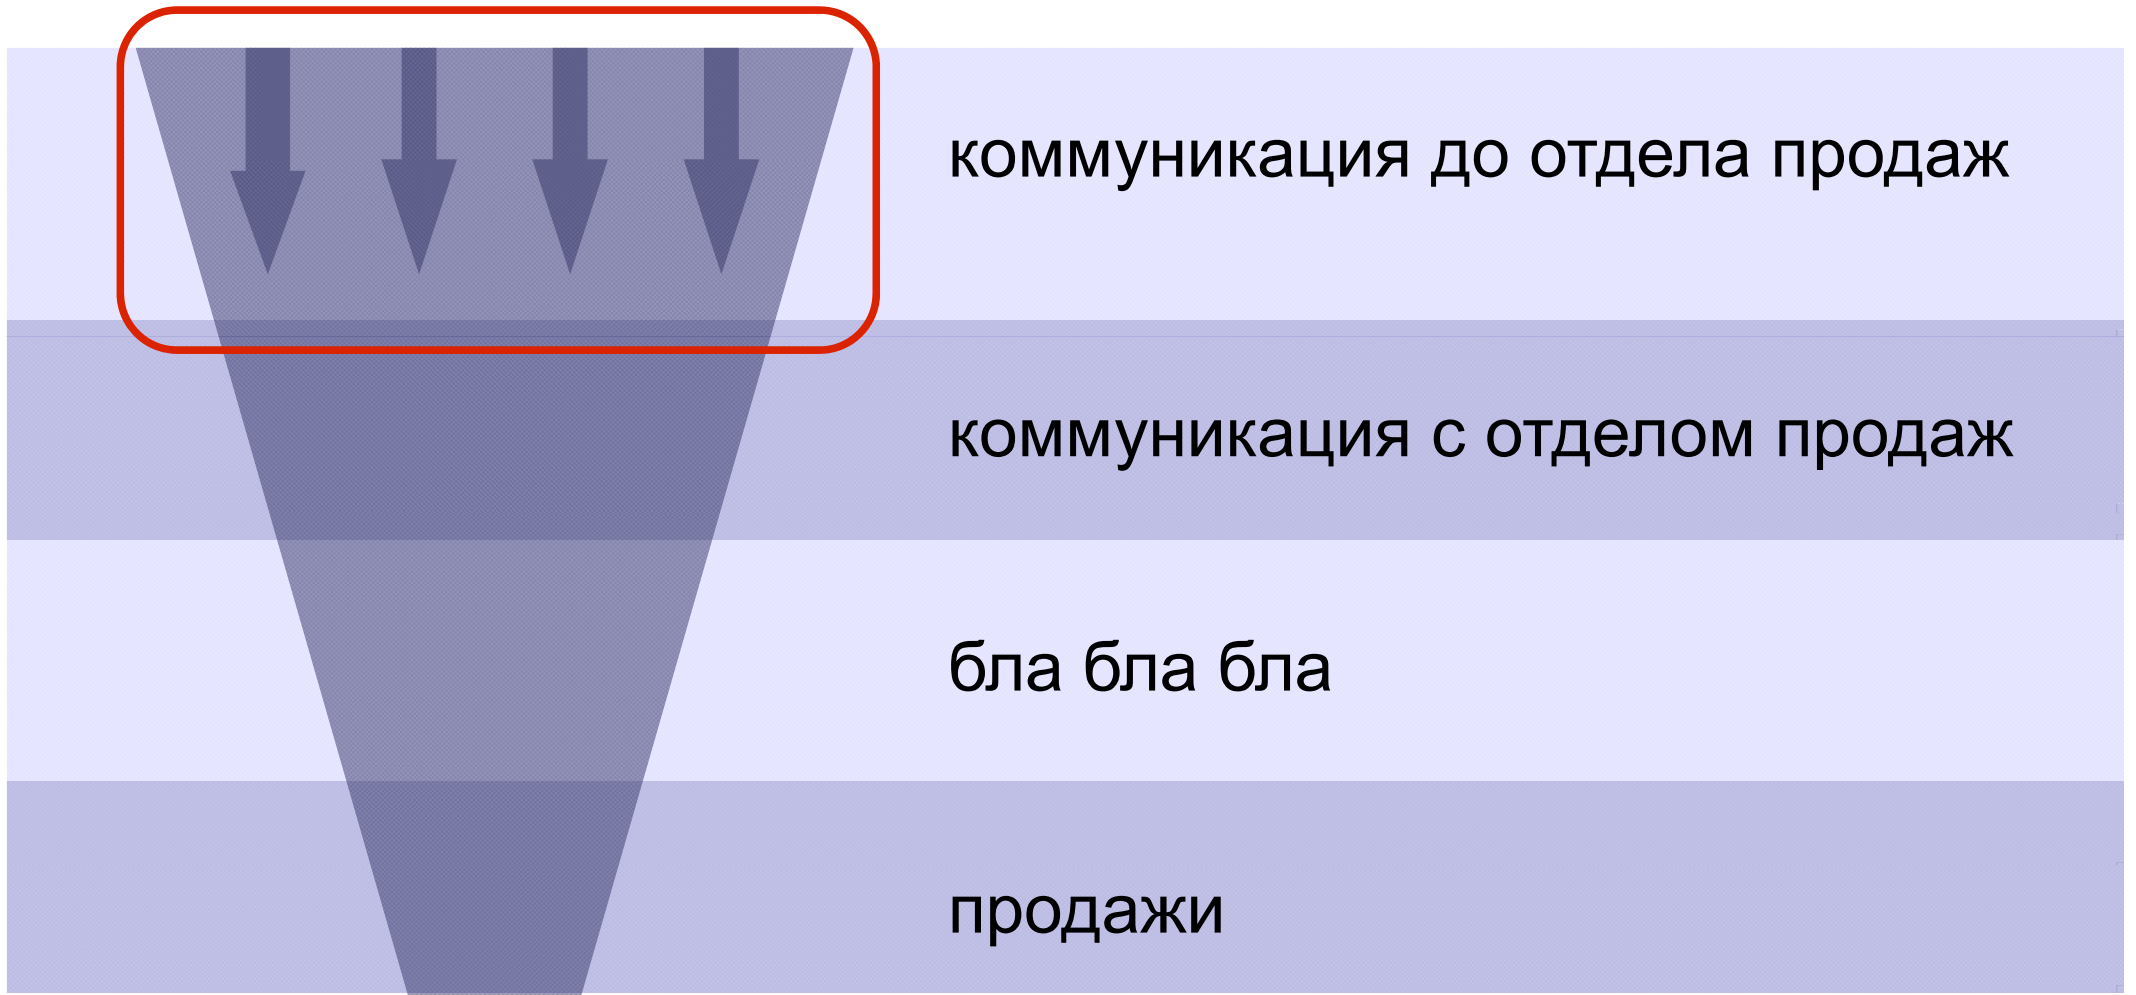 коммуникация до отдела продаж
коммуникация с отделом продаж
бла бла бла
продажи